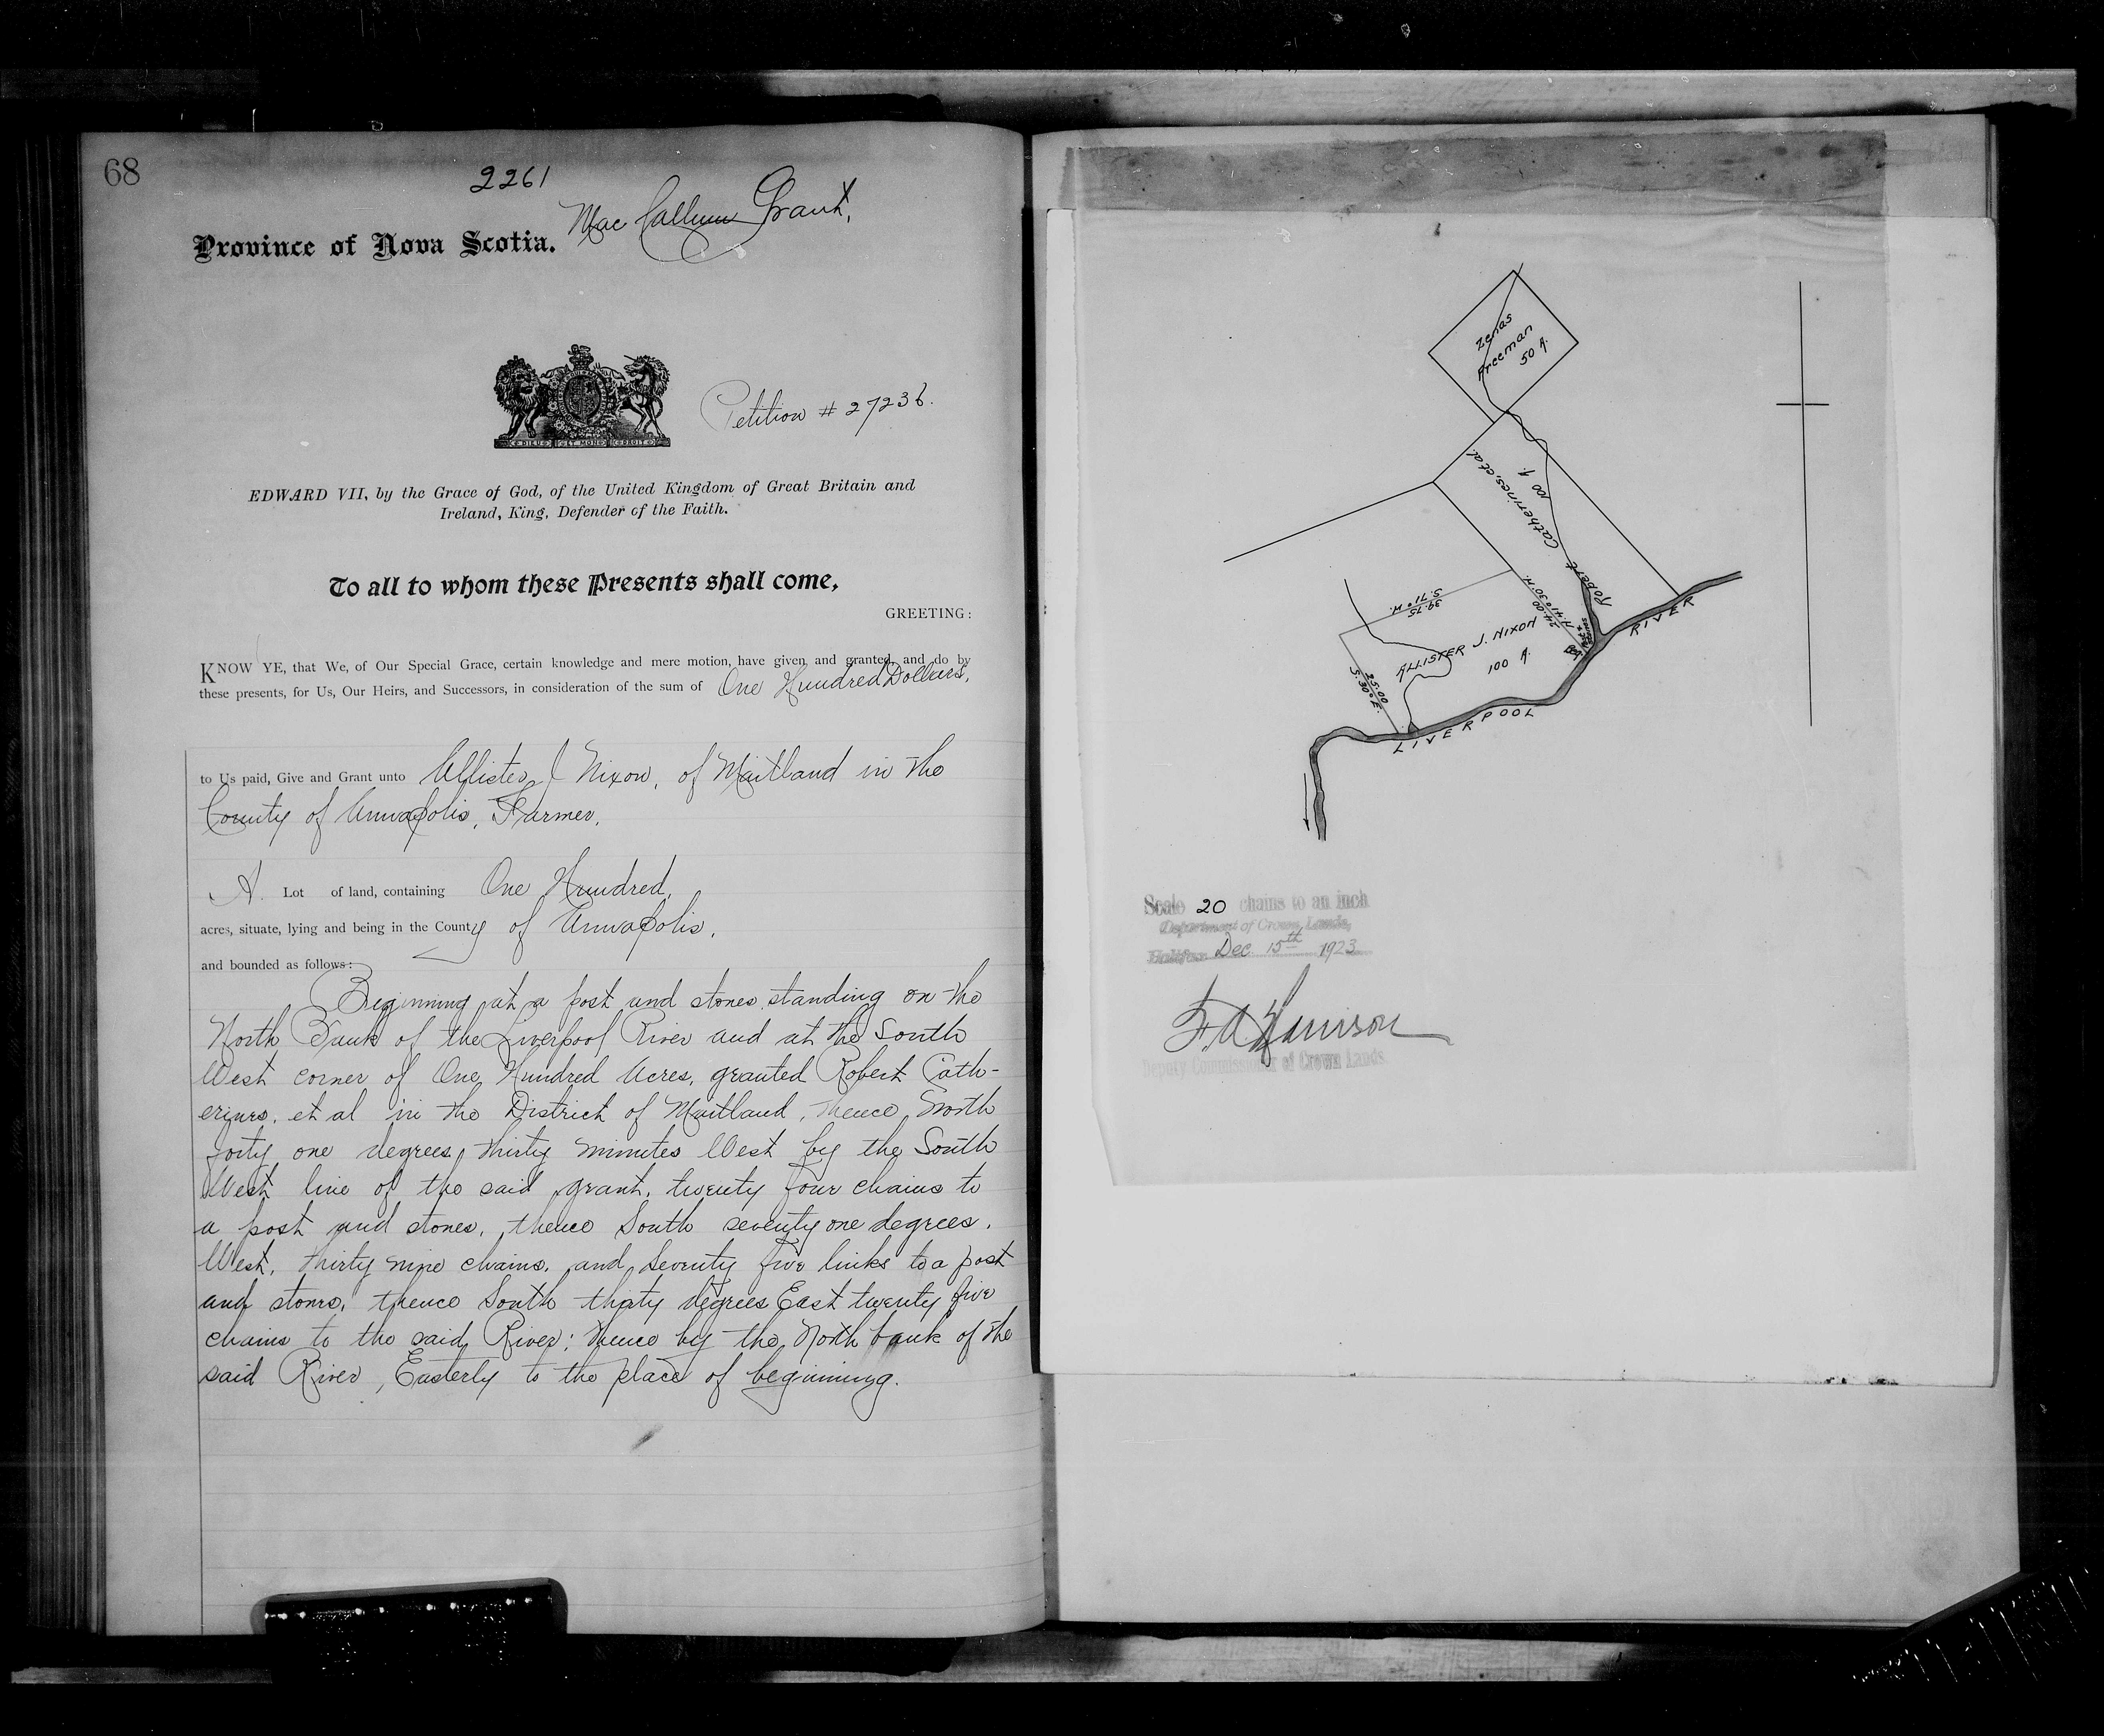 68
2261
Mac Callum Grant,
Province of Nova Scotia.
Petition # 27236.
DIEU ET MON DROIT
EDWARD VII, by the Grace of God, of the United Kingdom of Great Britain and
Ireland, King, Defender of the Faith.
To all to whom these Presents shall come,
GREETING:
KNOW YE, that We, of Our Special Grace, certain knowledge and mere motion, have given and granted, and do by
these presents, for Us, Our Heirs, and Successors, in consideration of the sum of One Hundred Dollars,
to Us paid, Give and Grant unto Allister J Nixon, of Maitland in the
County of Annapolis, Farmer,
A Lot of land, containing One Hundred,
acres, situate, lying and being in the County of Annapolis,
and bounded as follows:
Beginning at a post and stones standing on the
North Bank of the Liverpool River and at the South
West corner of One Hundred Acres, granted Robert Cath-
erines, et al in the District of Maitland, thence North
forty one degrees thirty minutes West by the South
West line of the said grant, twenty four chains to
a post and stones, thence South seventy one degrees,
West, thirty nine chains, and seventy five links to a post
and stones, thence South thirty degrees East twenty five
chains to the said River; thence by the North bank of the
said River, Easterly to the place of beginning.
Zenas
Freeman
50 A.
Robert Catherines, et al.
100 A.
S. 71° W.
39.75
24.00
N. 41° 30' W.
ALLISTER J. NIXON
100 A.
S. 30° E.
25.00
Post &
Stones
LIVERPOOL RIVER
Scale 20 chains to an inch
Department of Crown Lands,
Halifax Dec. 15th 1923
F. A. Harrison
Deputy Commissioner of Crown Lands.